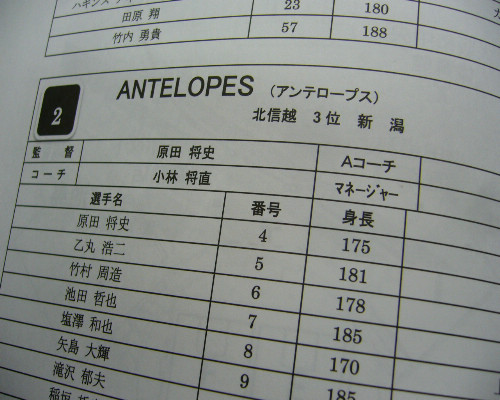 23 180
田原 翔 57 188
竹内 勇貴
2 ANTELOPES (アンテロープス)
北信越 3位 新 潟
監 督 原田 将史 Aコーチ
コーチ 小林 将直 マネージャー
選手名 番号 身長
原田 将史 4 175
乙丸 浩二 5 181
竹村 周造 6 178
池田 哲也 7 185
塩澤 和也 8 170
矢島 大輝 9 185
滝沢 郁夫